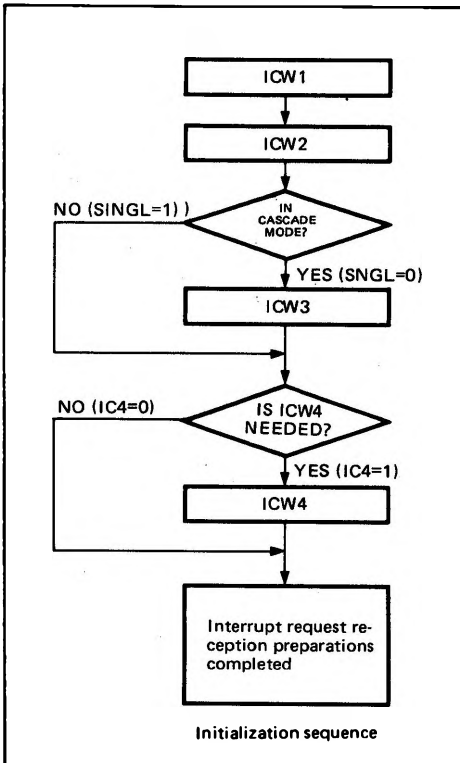 ICW1
ICW2
IN
CASCADE
MODE?
NO (SINGL=1))
YES (SNGL=0)
ICW3
NO (IC4=0)
IS ICW4
NEEDED?
YES (IC4=1)
ICW4
Interrupt request re-
ception preparations
completed
Initialization sequence